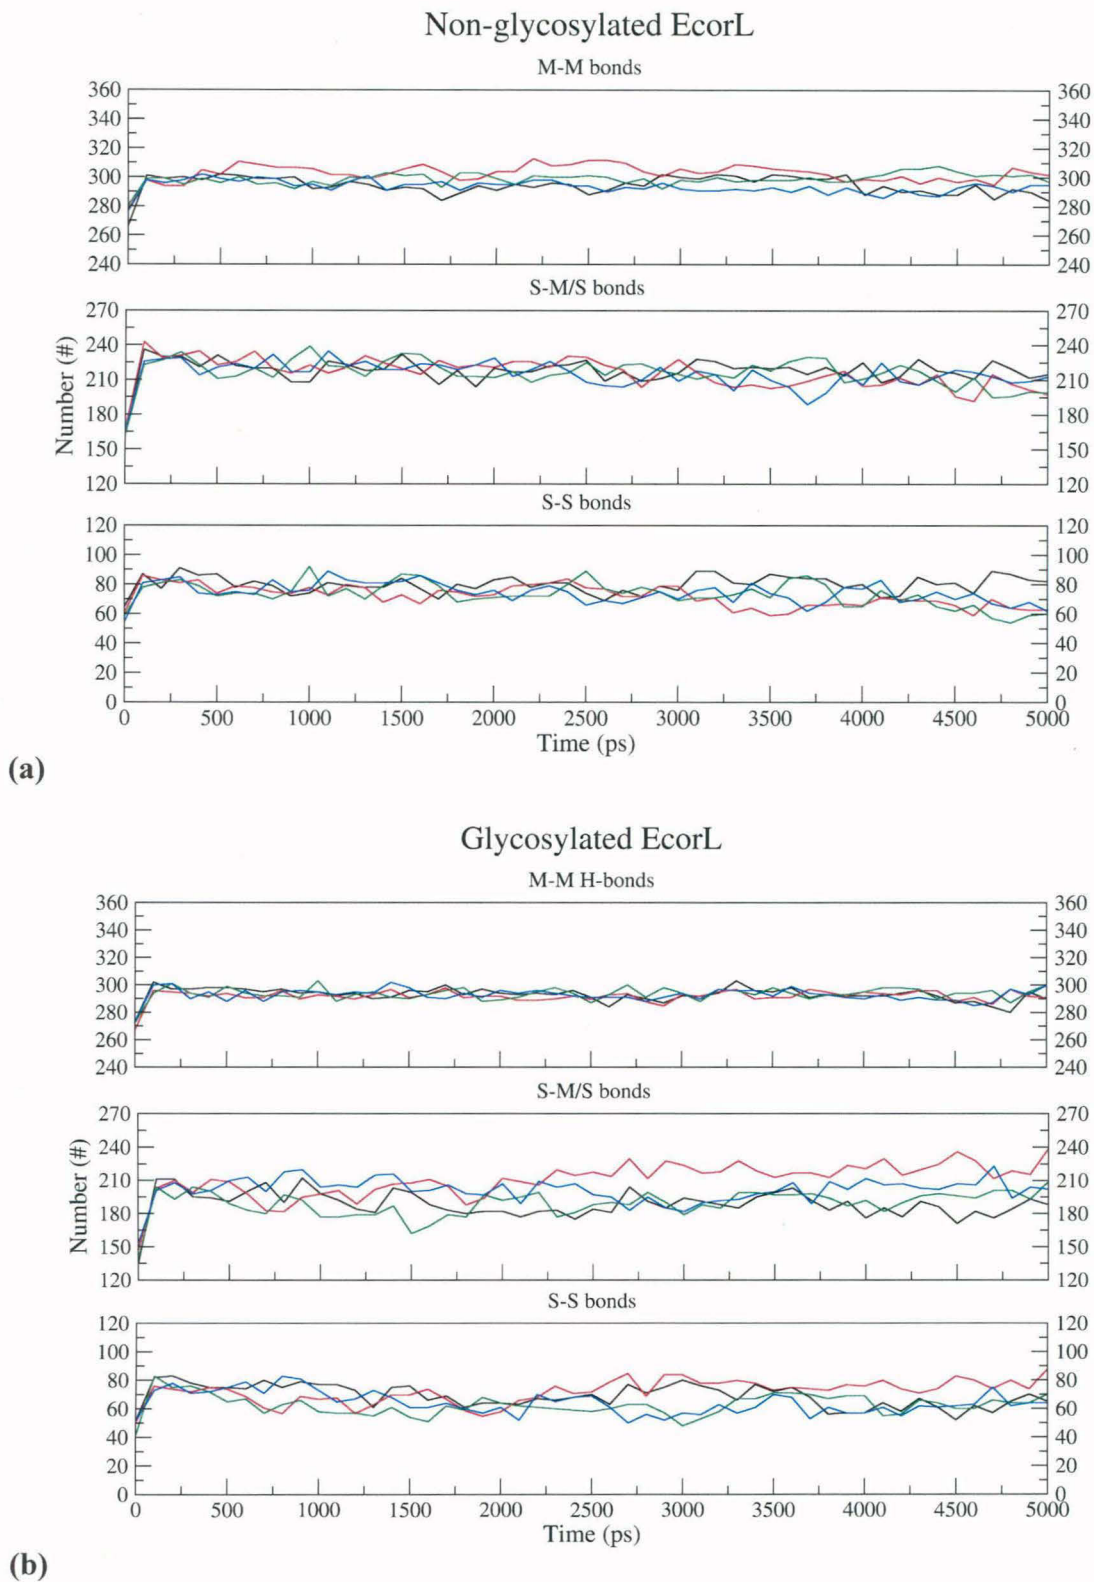 Non-glycosylated EcorL
M-M bonds
360 360
340 340
320 320
300 300
280 280
260 260
240 240
S-M/S bonds
270 270
240 240
210 210
180 180
150 150
120 120
Number (#)
S-S bonds
120 120
100 100
80 80
60 60
40 40
20 20
0 0
0 500 1000 1500 2000 2500 3000 3500 4000 4500 5000
Time (ps)
(a)
Glycosylated EcorL
M-M H-bonds
360 360
340 340
320 320
300 300
280 280
260 260
240 240
S-M/S bonds
270 270
240 240
210 210
180 180
150 150
120 120
Number (#)
S-S bonds
120 120
100 100
80 80
60 60
40 40
20 20
0 0
0 500 1000 1500 2000 2500 3000 3500 4000 4500 5000
Time (ps)
(b)